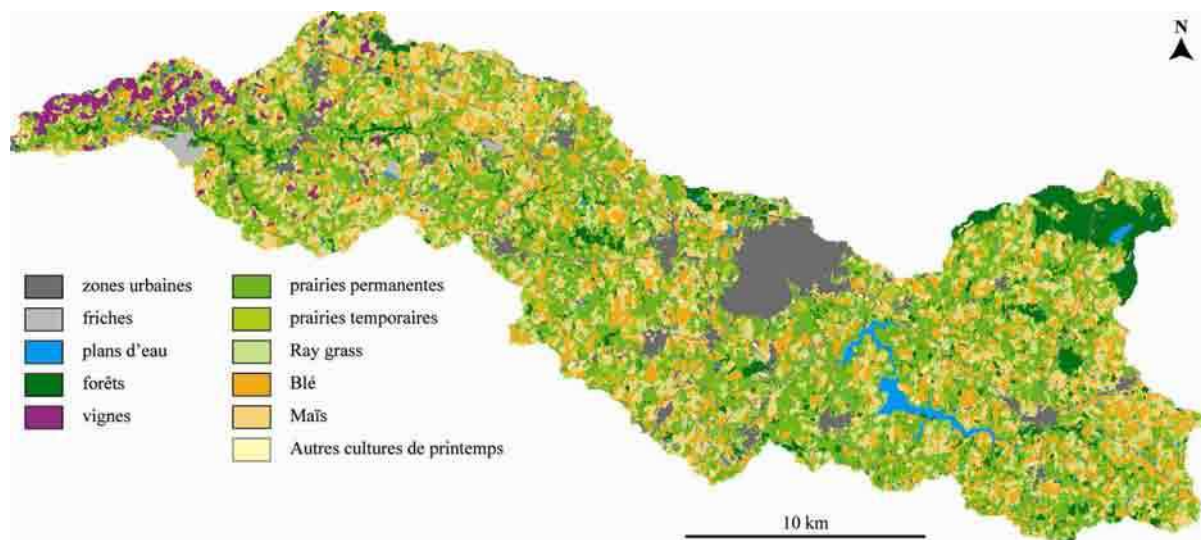 N
zones urbaines
friches
plans d'eau
forêts
vignes
prairies permanentes
prairies temporaires
Ray grass
Blé
Maïs
Autres cultures de printemps
10 km